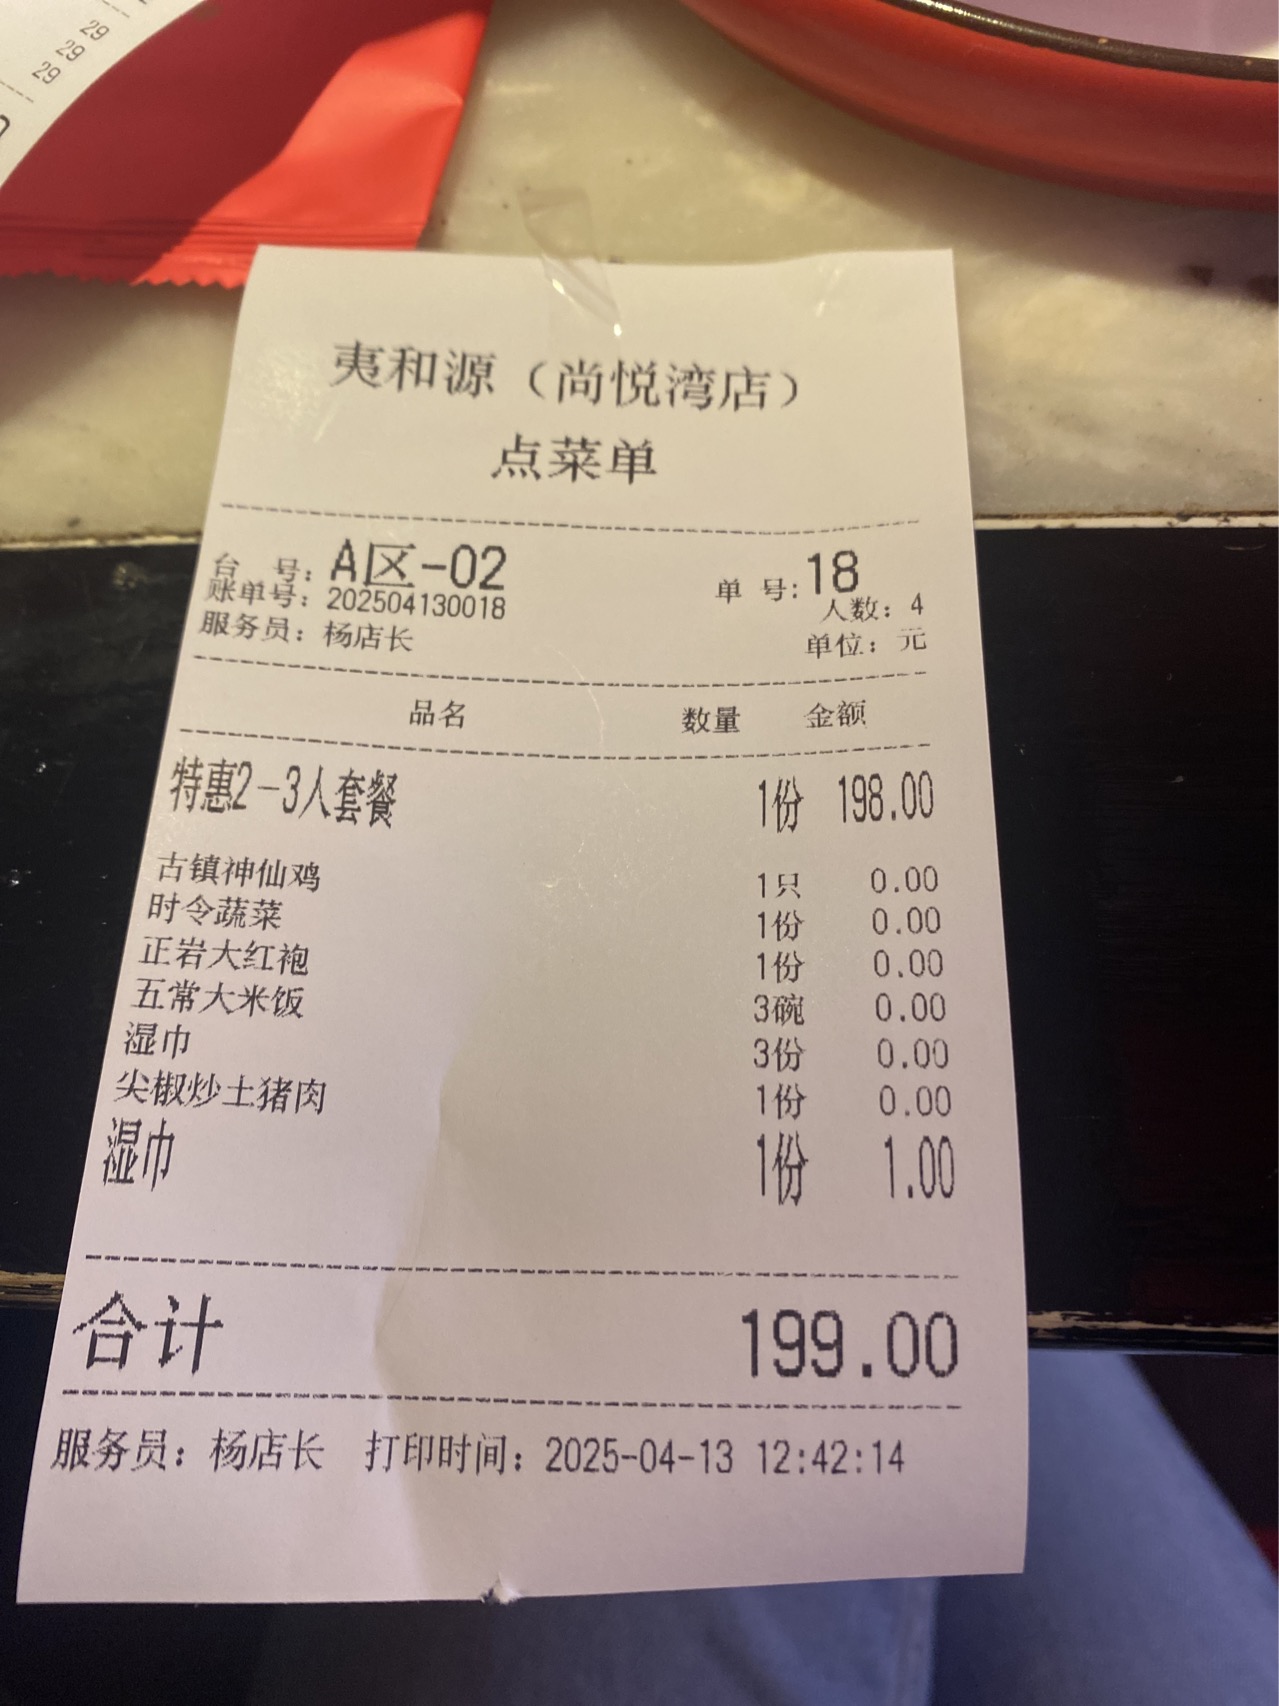 29
29
29
夷和源（尚悦湾店）
点菜单
台 号：A区-02 单 号：18
账单号：202504130018 人数：4
服务员：杨店长 单位：元
品名 数量 金额
特惠2-3人套餐 1份 198.00
古镇神仙鸡 1只 0.00
时令蔬菜 1份 0.00
正岩大红袍 1份 0.00
五常大米饭 3碗 0.00
湿巾 3份 0.00
尖椒炒土猪肉 1份 0.00
湿巾 1份 1.00
合计 199.00
服务员：杨店长 打印时间：2025-04-13 12:42:14